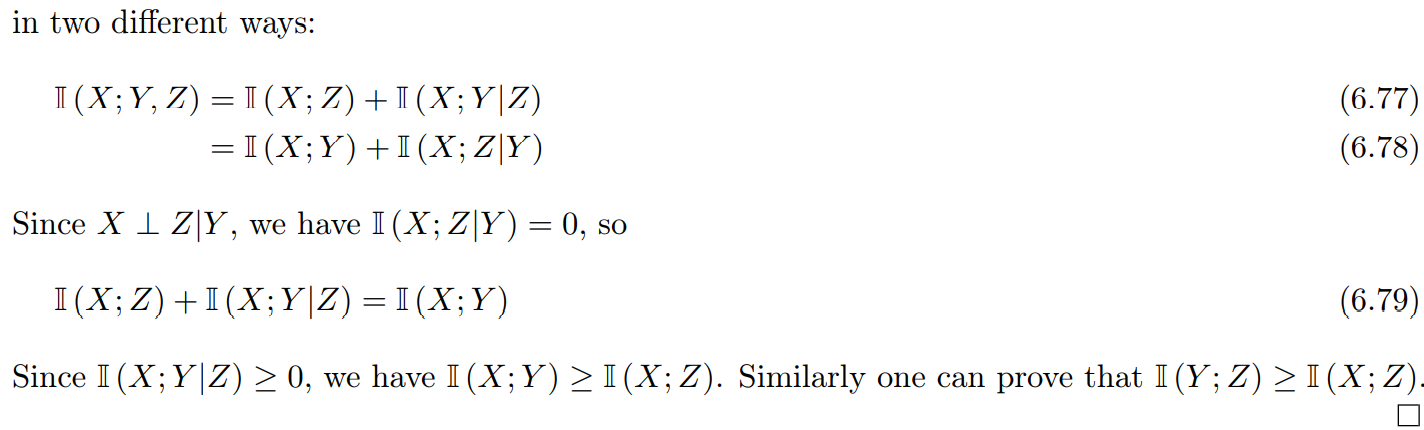 in two different ways:
𝕀 (X; Y, Z) = 𝕀 (X; Z) + 𝕀 (X; Y|Z) (6.77)
= 𝕀 (X; Y) + 𝕀 (X; Z|Y) (6.78)
Since X ⊥ Z|Y, we have 𝕀 (X; Z|Y) = 0, so
𝕀 (X; Z) + 𝕀 (X; Y|Z) = 𝕀 (X; Y) (6.79)
Since 𝕀 (X; Y|Z) ≥ 0, we have 𝕀 (X; Y) ≥ 𝕀 (X; Z). Similarly one can prove that 𝕀 (Y; Z) ≥ 𝕀 (X; Z).
□